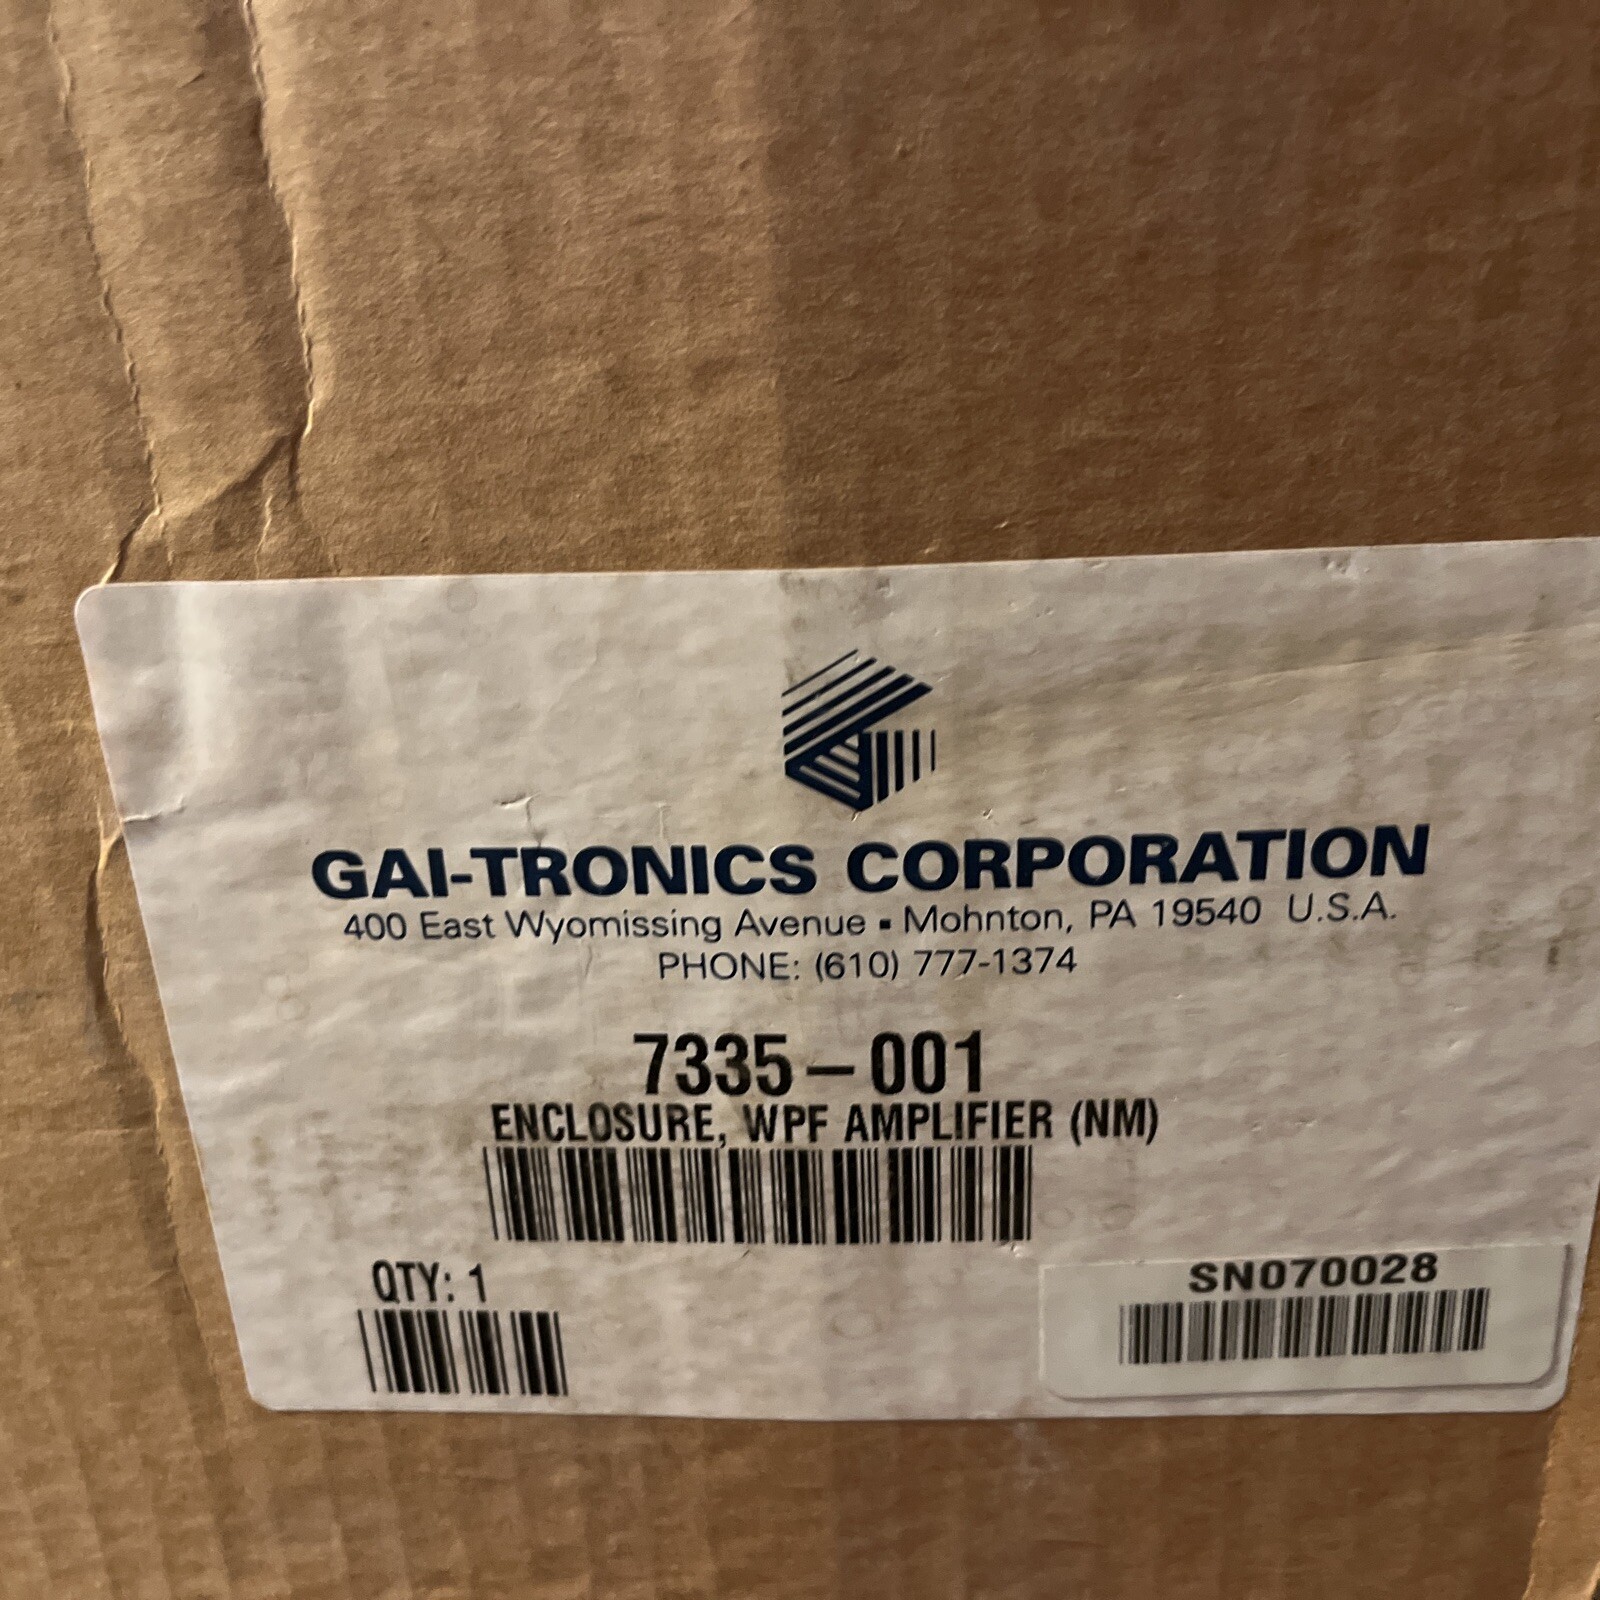 GAI-TRONICS CORPORATION
400 East Wyomissing Avenue ▪ Mohnton, PA 19540 U.S.A.
PHONE: (610) 777-1374
7335-001
ENCLOSURE, WPF AMPLIFIER (NM)
QTY: 1
SN070028